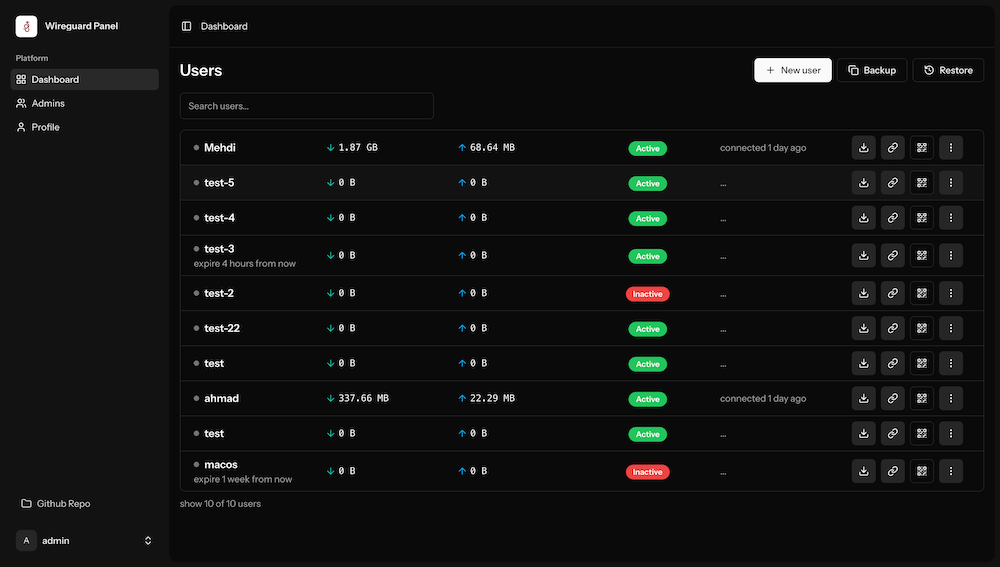 Wireguard Panel
Platform
Dashboard
Admins
Profile
Github Repo
A admin
Dashboard
Users
New user
Backup
Restore
Search users...
Mehdi 1.87 GB 68.64 MB Active connected 1 day ago
test-5 0 B 0 B Active ...
test-4 0 B 0 B Active ...
test-3 0 B 0 B Active ...
expire 4 hours from now
test-2 0 B 0 B Inactive ...
test-22 0 B 0 B Active ...
test 0 B 0 B Active ...
ahmad 337.66 MB 22.29 MB Active connected 1 day ago
test 0 B 0 B Active ...
macos 0 B 0 B Inactive ...
expire 1 week from now
show 10 of 10 users